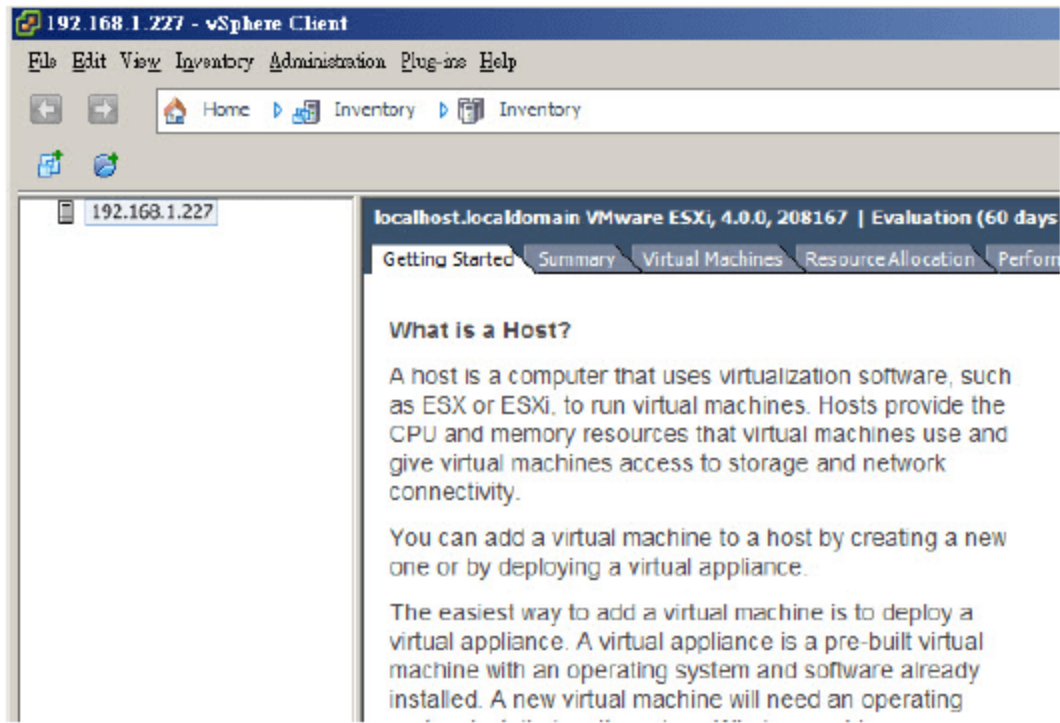 192.168.1.227 - vSphere Client
File Edit View Inventory Administration Plug-ins Help
Home Inventory Inventory
192.168.1.227
localhost.localdomain VMware ESXi, 4.0.0, 208167 | Evaluation (60 days
Getting Started Summary Virtual Machines Resource Allocation Perform
What is a Host?
A host is a computer that uses virtualization software, such
as ESX or ESXi, to run virtual machines. Hosts provide the
CPU and memory resources that virtual machines use and
give virtual machines access to storage and network
connectivity.
You can add a virtual machine to a host by creating a new
one or by deploying a virtual appliance.
The easiest way to add a virtual machine is to deploy a
virtual appliance. A virtual appliance is a pre-built virtual
machine with an operating system and software already
installed. A new virtual machine will need an operating